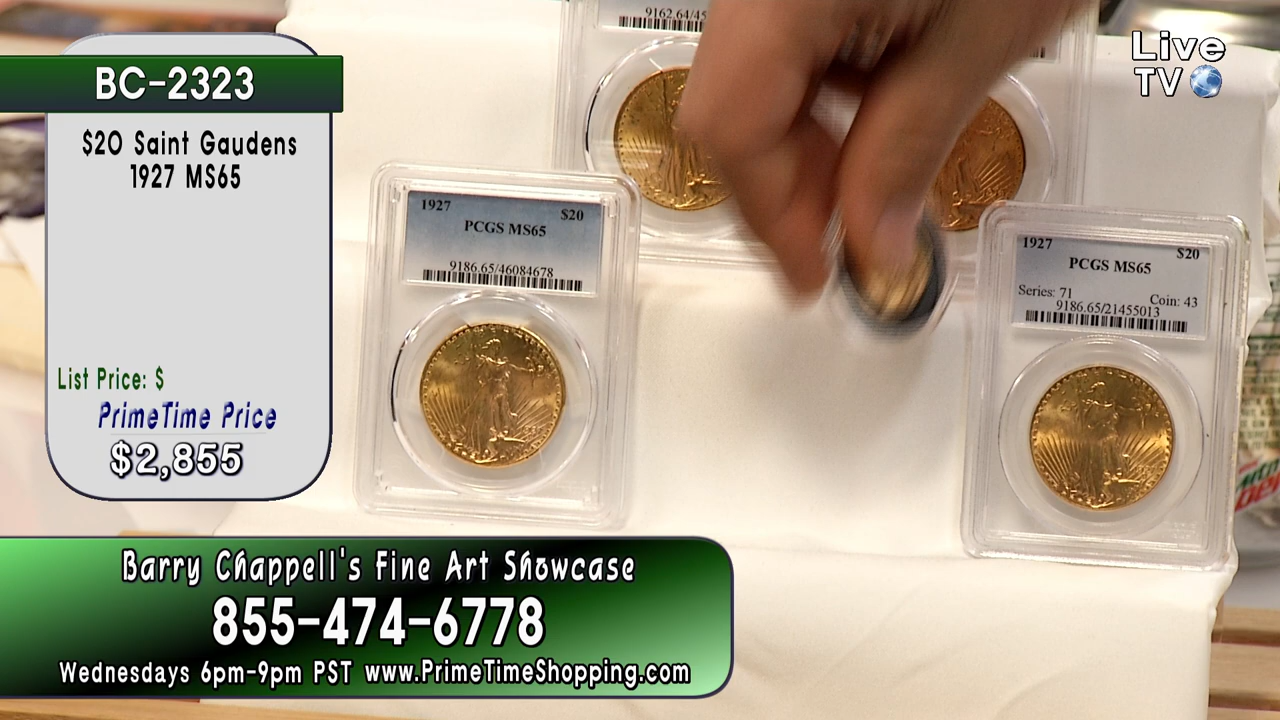 BC-2323
$20 Saint Gaudens
1927 MS65
List Price: $
PrimeTime Price
$2,855
Live
TV
9162.64/45
1927 $20
PCGS MS65
9186.65/46084678
1927 $20
PCGS MS65
Series: 71 Coin: 43
9186.65/21455013
Barry Chappell's Fine Art Showcase
855-474-6778
Wednesdays 6pm-9pm PST www.PrimeTimeShopping.com